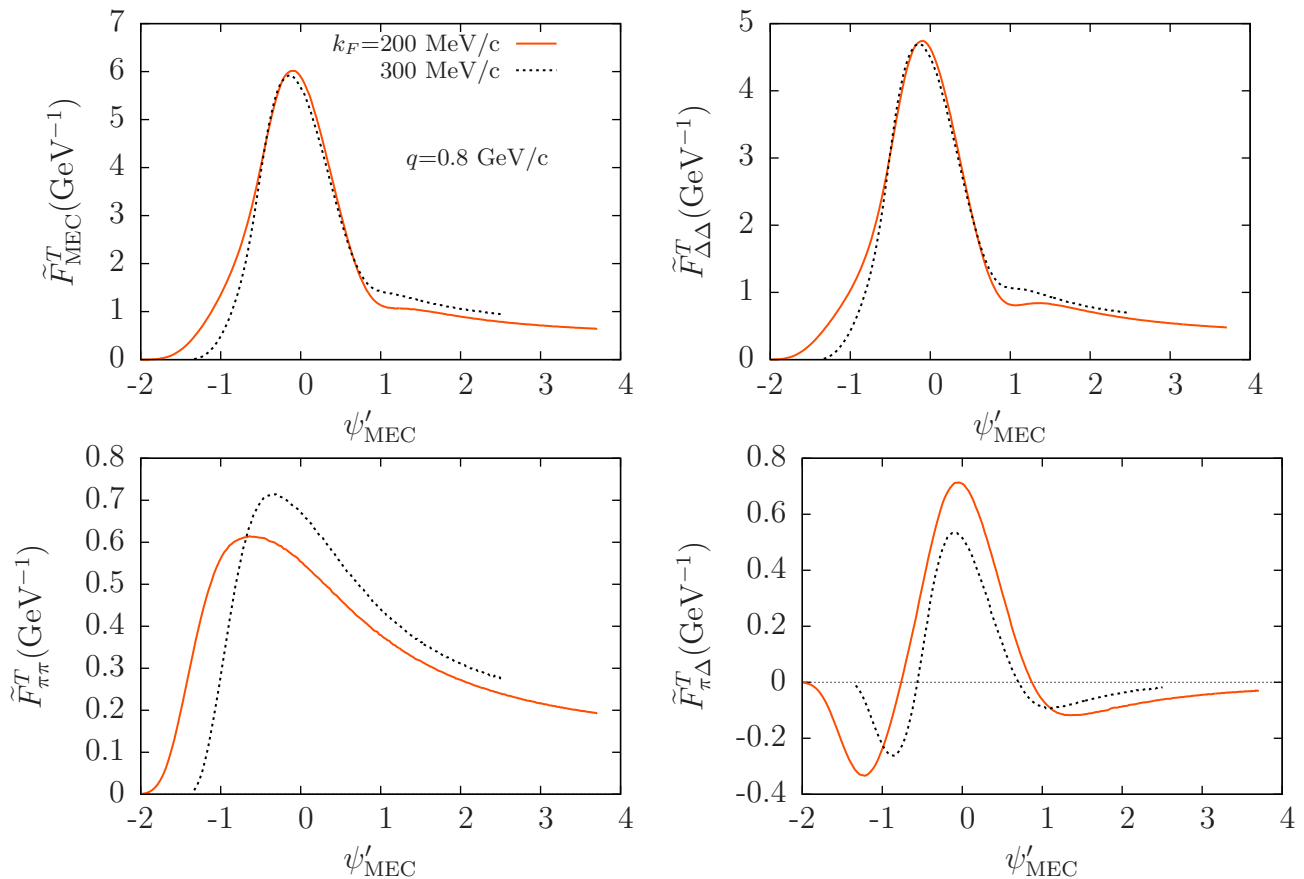 k_F=200 MeV/c
300 MeV/c
q=0.8 GeV/c
F̃^T_MEC(GeV⁻¹)
7
6
5
4
3
2
1
0
-2 -1 0 1 2 3 4
ψ′_MEC
F̃^T_ΔΔ(GeV⁻¹)
5
4
3
2
1
0
-2 -1 0 1 2 3 4
ψ′_MEC
F̃^T_ππ(GeV⁻¹)
0.8
0.7
0.6
0.5
0.4
0.3
0.2
0.1
0
-2 -1 0 1 2 3 4
ψ′_MEC
F̃^T_πΔ(GeV⁻¹)
0.8
0.6
0.4
0.2
0
-0.2
-0.4
-2 -1 0 1 2 3 4
ψ′_MEC